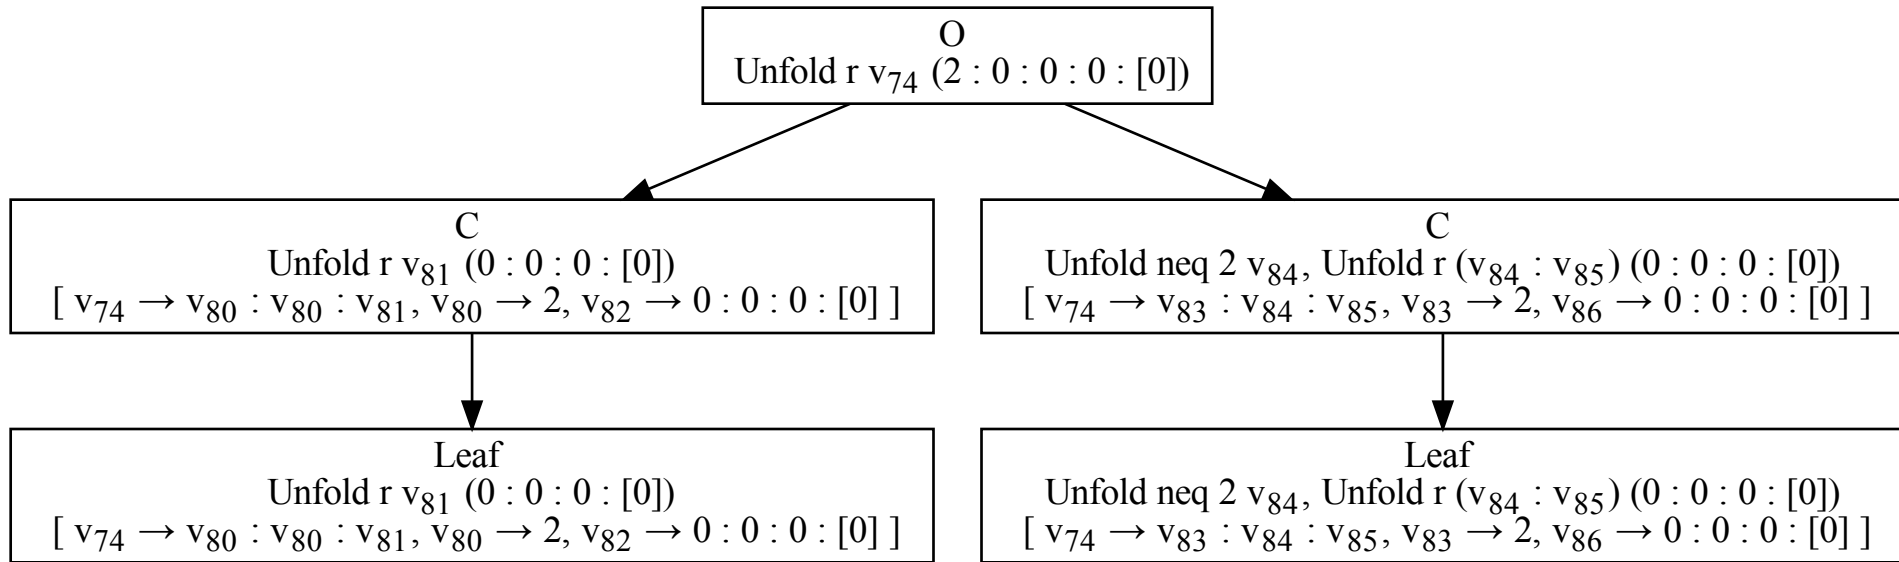 O
Unfold r v₇₄ (2 : 0 : 0 : 0 : [0])
C
Unfold r v₈₁ (0 : 0 : 0 : [0])
[ v₇₄ → v₈₀ : v₈₀ : v₈₁, v₈₀ → 2, v₈₂ → 0 : 0 : 0 : [0] ]
C
Unfold neq 2 v₈₄, Unfold r (v₈₄ : v₈₅) (0 : 0 : 0 : [0])
[ v₇₄ → v₈₃ : v₈₄ : v₈₅, v₈₃ → 2, v₈₆ → 0 : 0 : 0 : [0] ]
Leaf
Unfold r v₈₁ (0 : 0 : 0 : [0])
[ v₇₄ → v₈₀ : v₈₀ : v₈₁, v₈₀ → 2, v₈₂ → 0 : 0 : 0 : [0] ]
Leaf
Unfold neq 2 v₈₄, Unfold r (v₈₄ : v₈₅) (0 : 0 : 0 : [0])
[ v₇₄ → v₈₃ : v₈₄ : v₈₅, v₈₃ → 2, v₈₆ → 0 : 0 : 0 : [0] ]